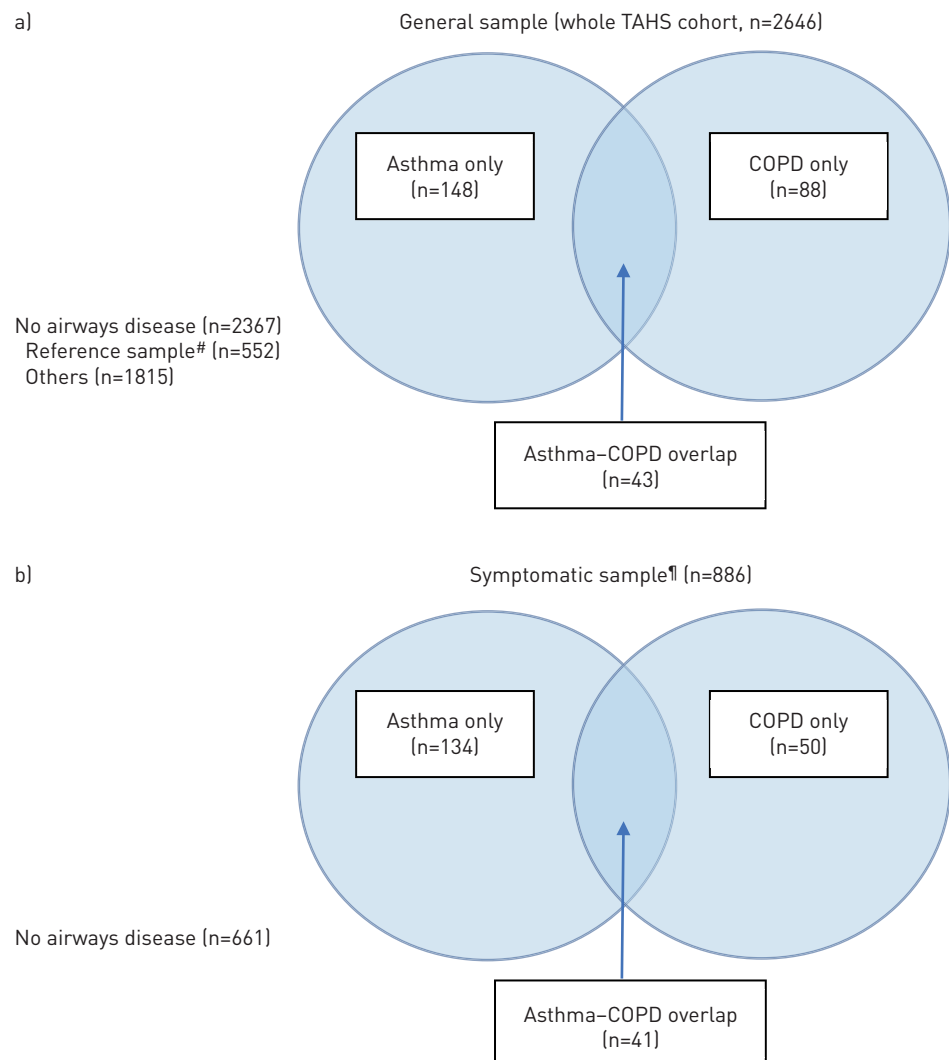 a)
General sample (whole TAHS cohort, n=2646)
Asthma only
(n=148)
COPD only
(n=88)
No airways disease (n=2367)
Reference sample# (n=552)
Others (n=1815)
Asthma–COPD overlap
(n=43)
b)
Symptomatic sample¶ (n=886)
Asthma only
(n=134)
COPD only
(n=50)
No airways disease (n=661)
Asthma–COPD overlap
(n=41)